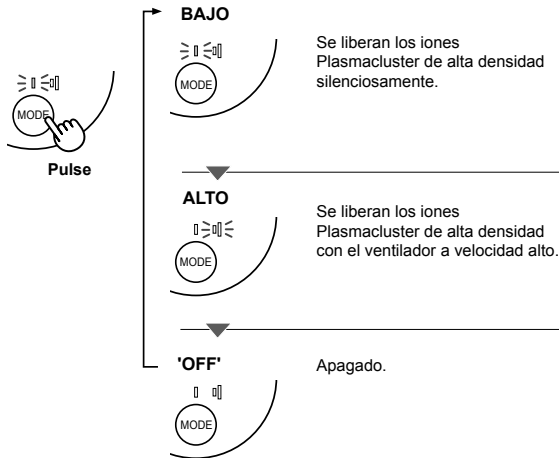 BAJO
MODE
Se liberan los iones
Plasmacluster de alta densidad
silenciosamente.
MODE
Pulse
ALTO
MODE
Se liberan los iones
Plasmacluster de alta densidad
con el ventilador a velocidad alto.
'OFF'
Apagado.
MODE